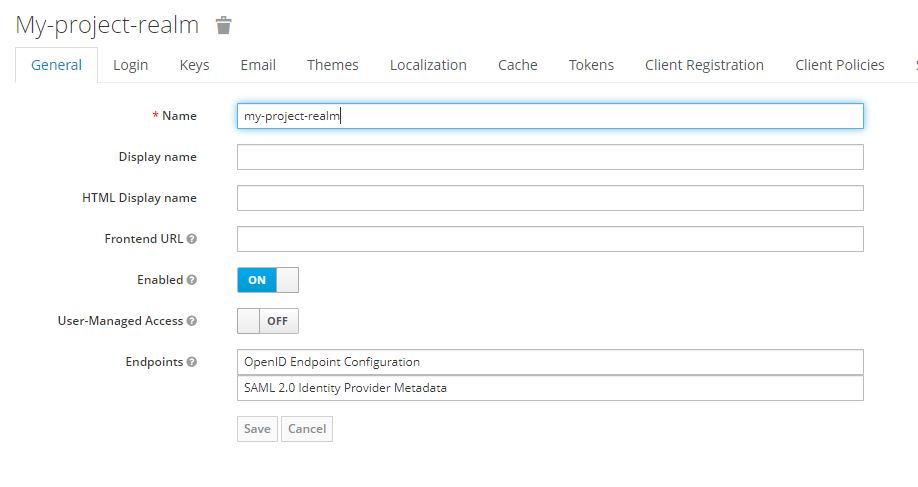 My-project-realm
General Login Keys Email Themes Localization Cache Tokens Client Registration Client Policies
* Name my-project-realm
Display name
HTML Display name
Frontend URL
Enabled ON
User-Managed Access OFF
Endpoints OpenID Endpoint Configuration
SAML 2.0 Identity Provider Metadata
Save Cancel